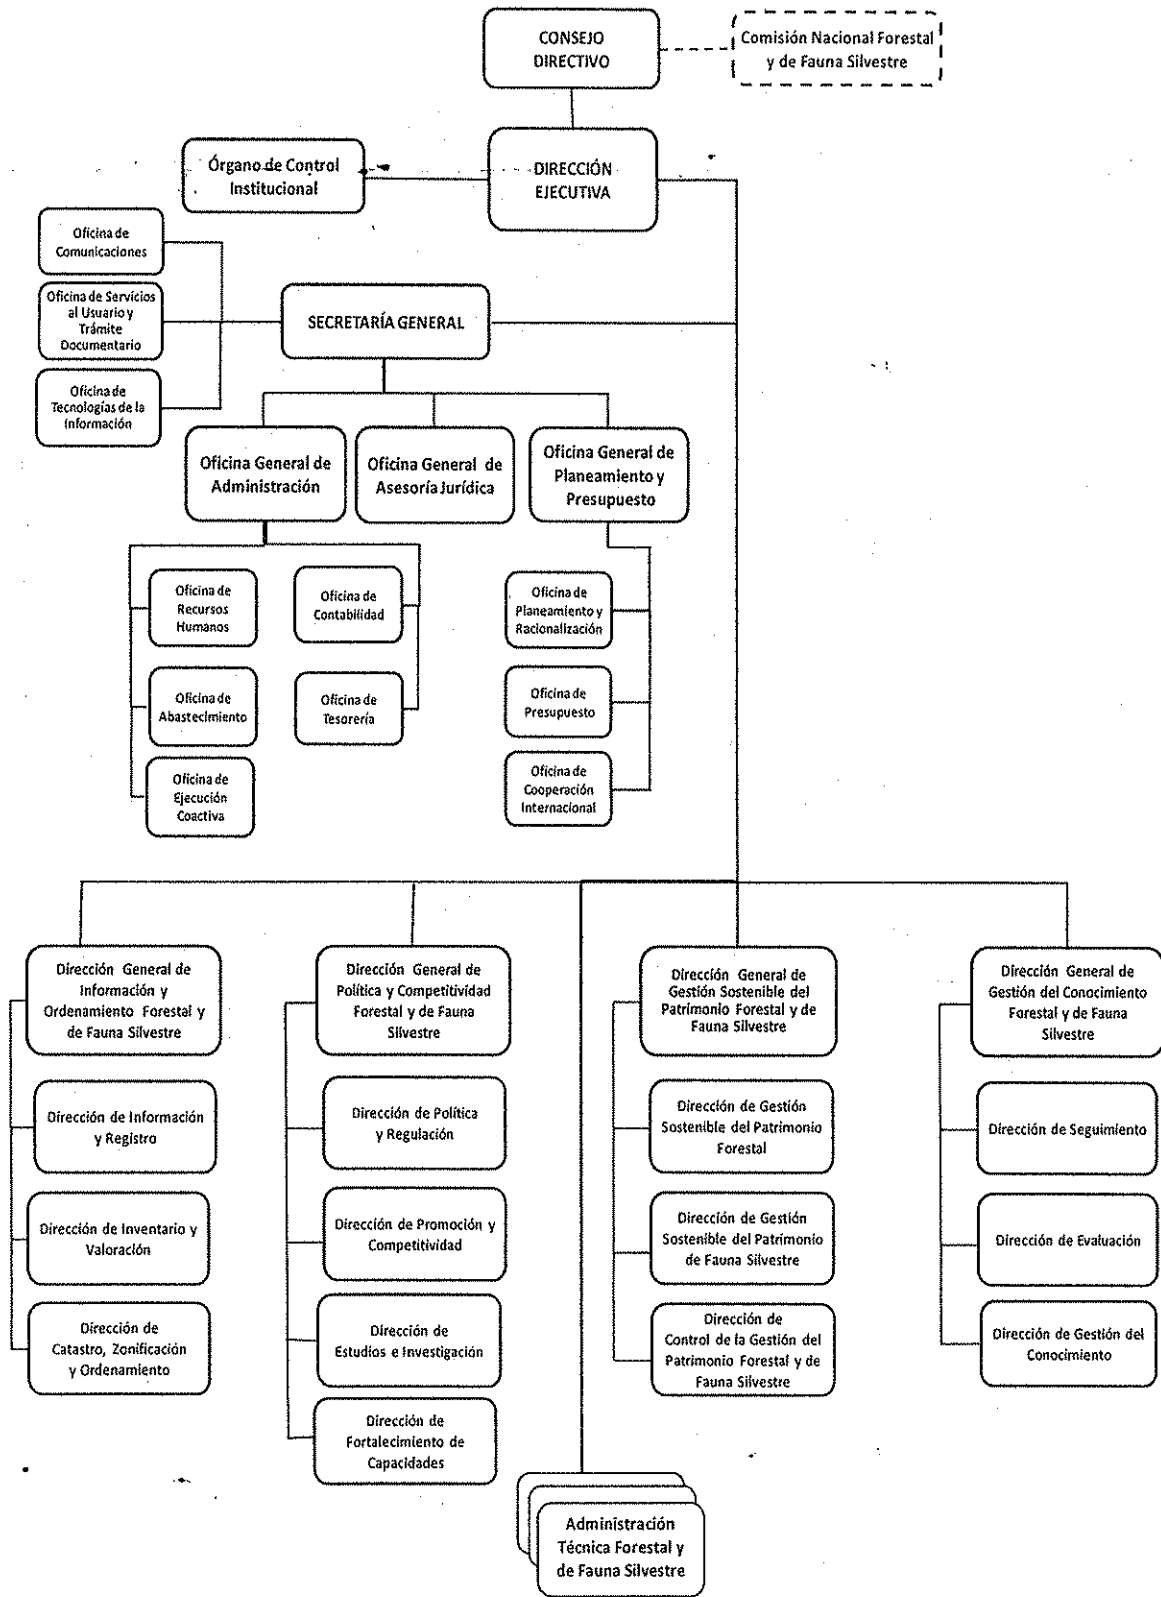 CONSEJO
DIRECTIVO
Comisión Nacional Forestal
y de Fauna Silvestre
Órgano de Control
Institucional
DIRECCIÓN
EJECUTIVA
Oficina de
Comunicaciones
Oficina de Servicios
al Usuario y
Trámite
Documentario
SECRETARÍA GENERAL
Oficina de
Tecnologías de la
Información
Oficina General de
Administración
Oficina General de
Asesoría Jurídica
Oficina General de
Planeamiento y
Presupuesto
Oficina de
Recursos
Humanos
Oficina de
Contabilidad
Oficina de
Planeamiento y
Racionalización
Oficina de
Abastecimiento
Oficina de
Tesorería
Oficina de
Presupuesto
Oficina de
Ejecución
Coactiva
Oficina de
Cooperación
Internacional
Dirección General de
Información y
Ordenamiento Forestal y
de Fauna Silvestre
Dirección General de
Política y Competitividad
Forestal y de Fauna
Silvestre
Dirección General de
Gestión Sostenible del
Patrimonio Forestal y de
Fauna Silvestre
Dirección General de
Gestión del Conocimiento
Forestal y de Fauna
Silvestre
Dirección de Información
y Registro
Dirección de Política
y Regulación
Dirección de Gestión
Sostenible del Patrimonio
Forestal
Dirección de Seguimiento
Dirección de Inventario y
Valoración
Dirección de Promoción y
Competitividad
Dirección de Gestión
Sostenible del Patrimonio
de Fauna Silvestre
Dirección de Evaluación
Dirección de
Catastro, Zonificación
y Ordenamiento
Dirección de
Estudios e Investigación
Dirección de
Control de la Gestión del
Patrimonio Forestal y de
Fauna Silvestre
Dirección de Gestión del
Conocimiento
Dirección de
Fortalecimiento de
Capacidades
Administración
Técnica Forestal y
de Fauna Silvestre